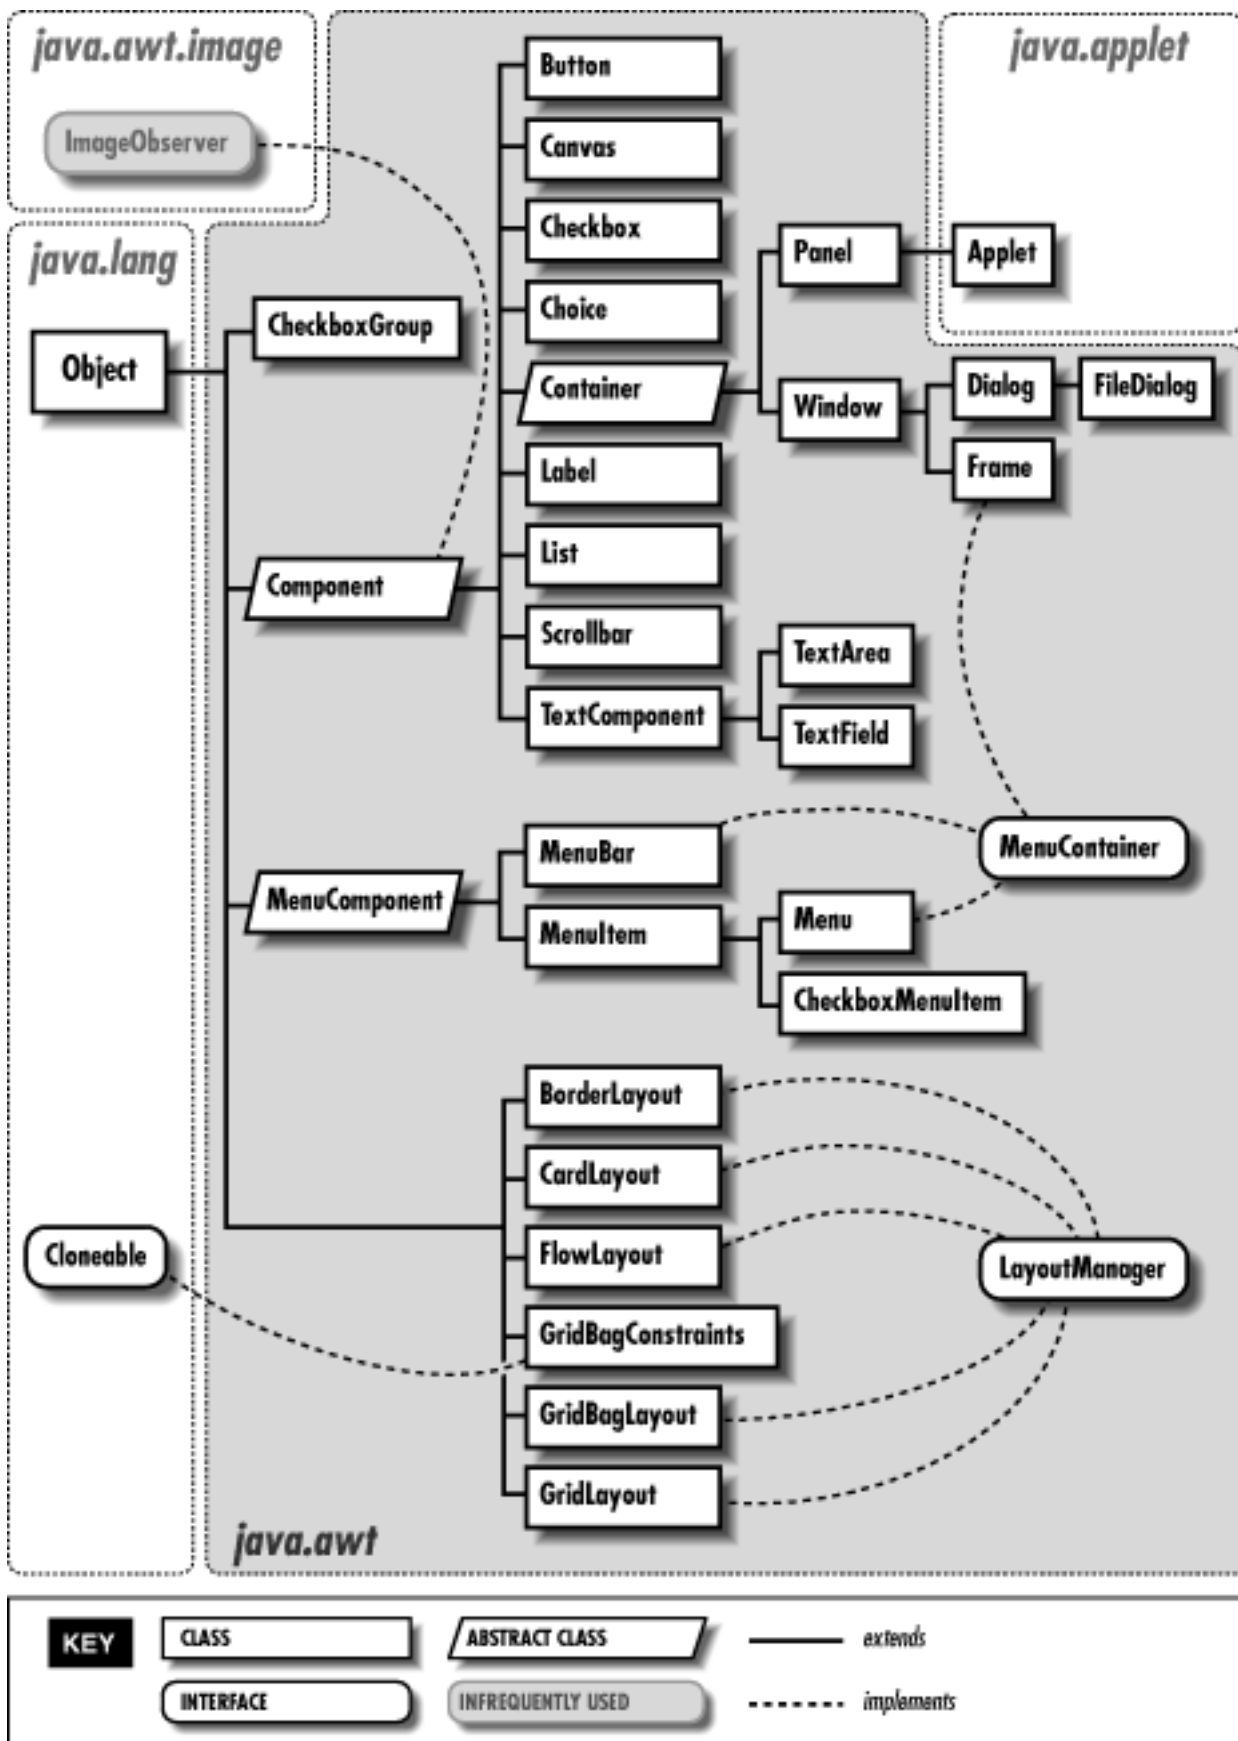 java.awt.image
java.applet
ImageObserver
java.lang
Object
CheckboxGroup
Component
MenuComponent
Button
Canvas
Checkbox
Choice
Container
Label
List
Scrollbar
TextComponent
Panel
Applet
Window
Dialog
FileDialog
Frame
TextArea
TextField
MenuBar
MenuItem
MenuContainer
Menu
CheckboxMenuItem
BorderLayout
CardLayout
FlowLayout
GridBagConstraints
GridBagLayout
GridLayout
Cloneable
LayoutManager
java.awt
KEY
CLASS
ABSTRACT CLASS
extends
INTERFACE
INFREQUENTLY USED
implements